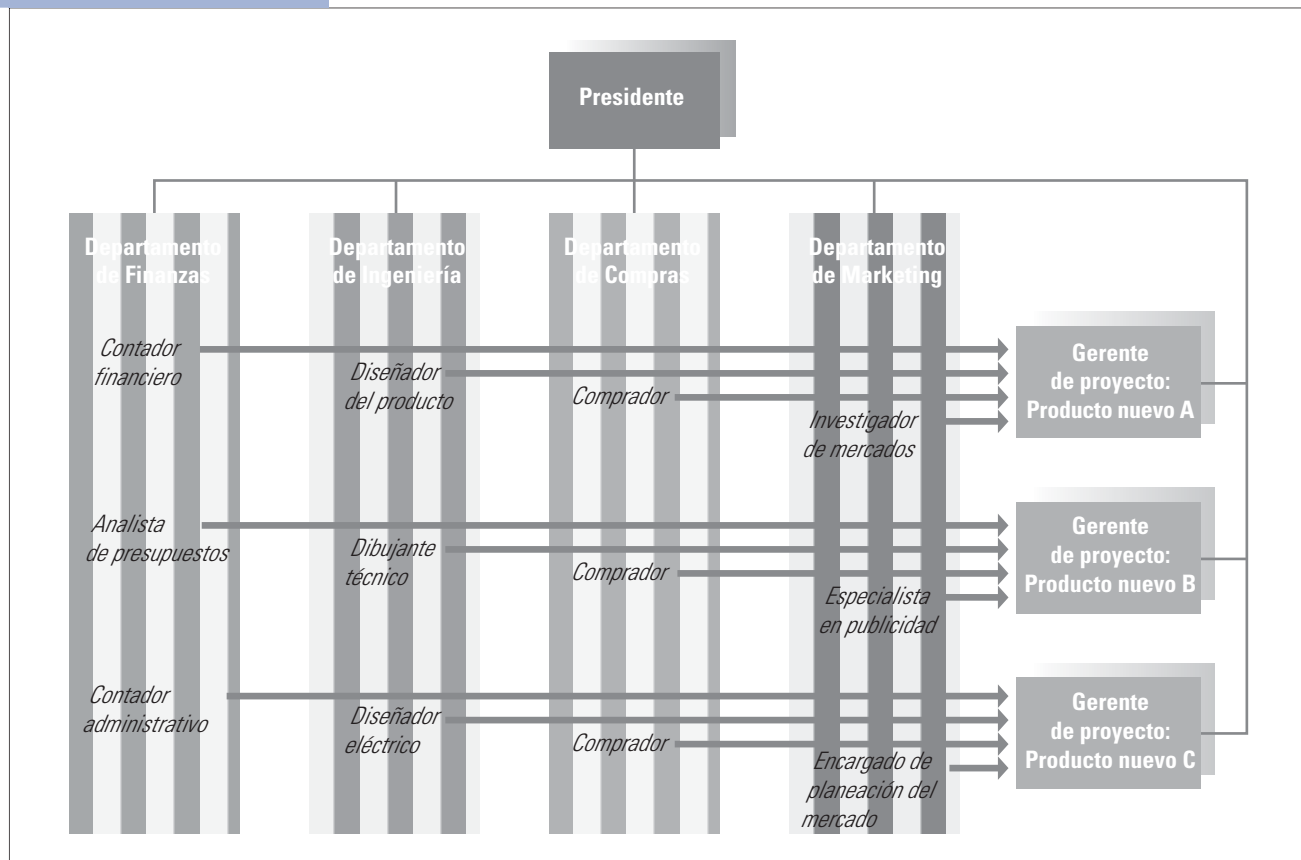 Presidente
Departamento
de Finanzas
Departamento
de Ingeniería
Departamento
de Compras
Departamento
de Marketing
Contador
financiero
Diseñador
del producto
Comprador
Investigador
de mercados
Gerente
de proyecto:
Producto nuevo A
Analista
de presupuestos
Dibujante
técnico
Comprador
Especialista
en publicidad
Gerente
de proyecto:
Producto nuevo B
Contador
administrativo
Diseñador
eléctrico
Comprador
Encargado de
planeación del
mercado
Gerente
de proyecto:
Producto nuevo C